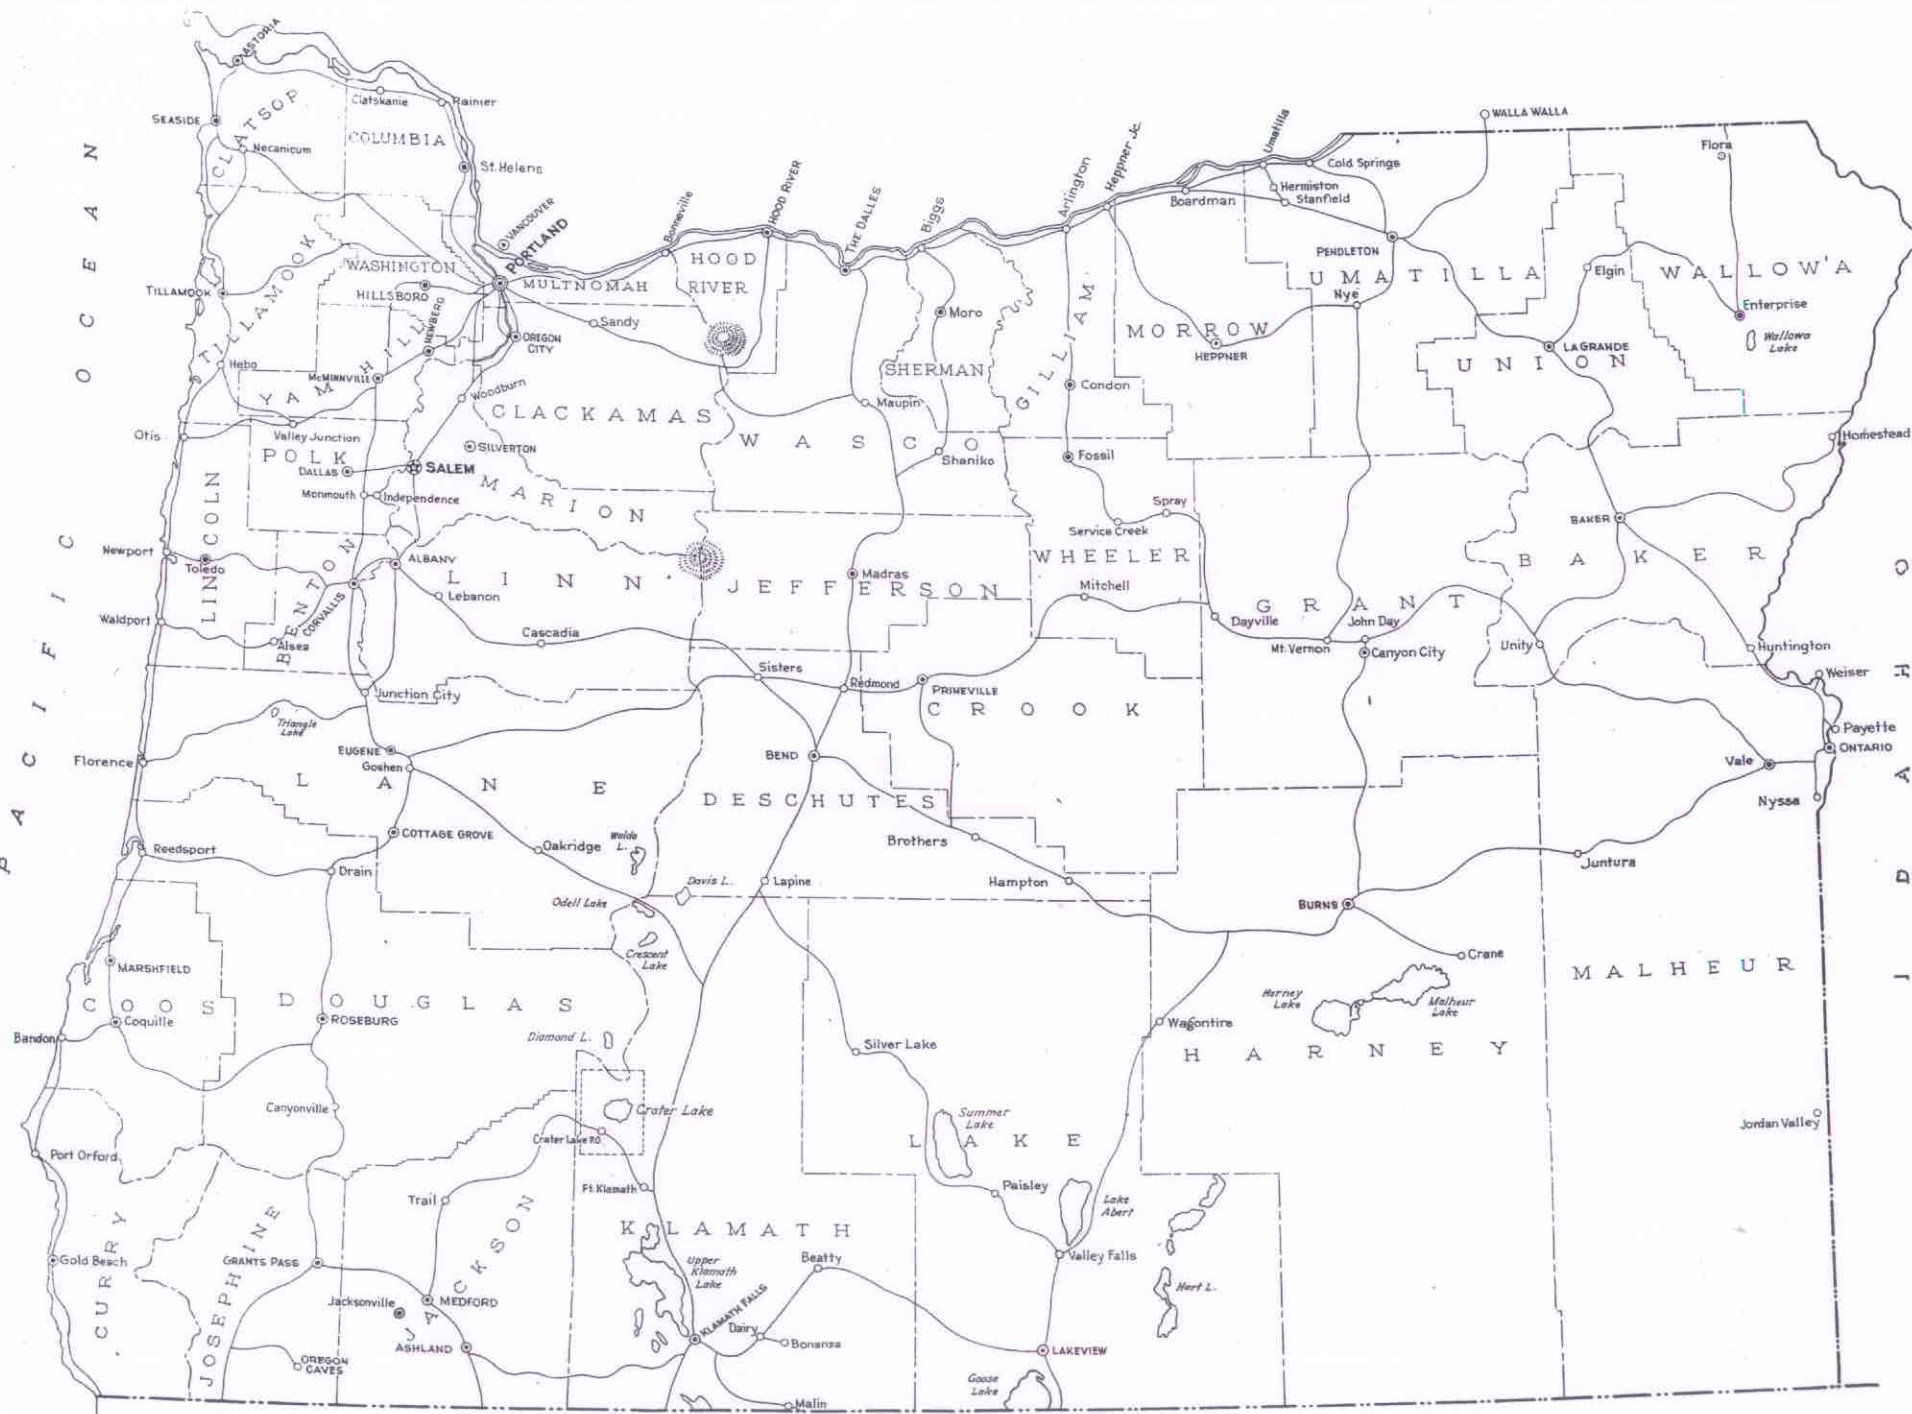 ASTORIA
Clatskanie
Rainier
SEASIDE
CLATSOP
Necanicum
COLUMBIA
St. Helens
VANCOUVER
PORTLAND
Bonneville
HOOD RIVER
THE DALLES
Biggs
Arlington
Heppner Jc.
Umatilla
Cold Springs
WALLA WALLA
Flora
Hermiston
Stanfield
Boardman
PENDLETON
UMATILLA
Elgin
WALLOWA
TILLAMOOK
TILLAMOOK
WASHINGTON
HILLSBORO
MULTNOMAH
HOOD
RIVER
Nye
Enterprise
Wallowa
Lake
NEWBERG
Sandy
OREGON
CITY
Moro
GILLIAM
MORROW
HEPPNER
LA GRANDE
UNION
Hebo
YAMHILL
McMINNVILLE
Woodburn
SHERMAN
Condon
CLACKAMAS
Maupin
Otis
Valley Junction
POLK
DALLAS
SALEM
SILVERTON
WASCO
Shaniko
Fossil
Homestead
LINCOLN
Monmouth
Independence
MARION
Spray
Service Creek
BAKER
Newport
Toledo
BENTON
CORVALLIS
ALBANY
LINN
Lebanon
JEFFERSON
Madras
WHEELER
Mitchell
BAKER
GRANT
Waldport
Alsea
Cascadia
Dayville
John Day
Mt. Vernon
Canyon City
Unity
Huntington
Weiser
Junction City
Sisters
Redmond
PRINEVILLE
CROOK
Triangle
Lake
Payette
ONTARIO
Florence
EUGENE
Goshen
LANE
BEND
DESCHUTES
Vale
Nyssa
COTTAGE GROVE
Oakridge
Waldo
L.
Brothers
Reedsport
Drain
Davis L.
Lapine
Hampton
Juntura
Odell Lake
BURNS
Crescent
Lake
Crane
MARSHFIELD
MALHEUR
COOS
DOUGLAS
Harney
Lake
Malheur
Lake
Bandon
Coquille
ROSEBURG
Diamond L.
Silver Lake
Wagontire
HARNEY
Canyonville
Crater Lake
Crater Lake P.O.
Summer
Lake
LAKE
Jordan Valley
Port Orford
Trail
Ft. Klamath
Paisley
Lake
Abert
CURRY
JOSEPHINE
JACKSON
KLAMATH
Gold Beach
GRANTS PASS
Upper
Klamath
Lake
Beatty
Valley Falls
Hart L.
Jacksonville
MEDFORD
ASHLAND
KLAMATH FALLS
Dairy
Bonanza
LAKEVIEW
OREGON
CAVES
Malin
Goose
Lake
PACIFIC OCEAN
IDAHO